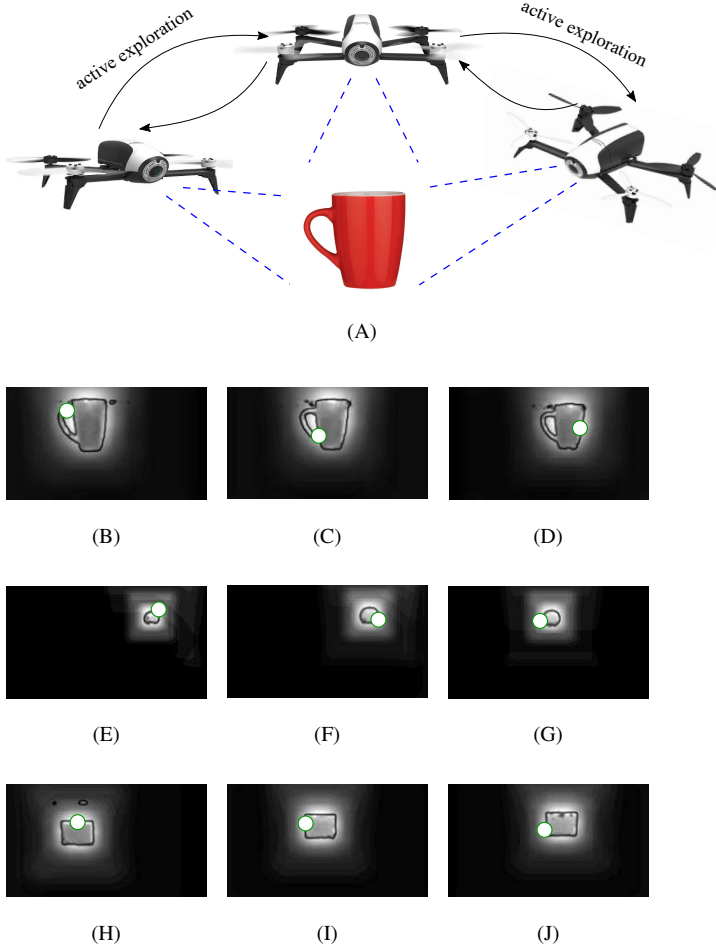 active exploration
active exploration
(A)
(B) (C) (D)
(E) (F) (G)
(H) (I) (J)